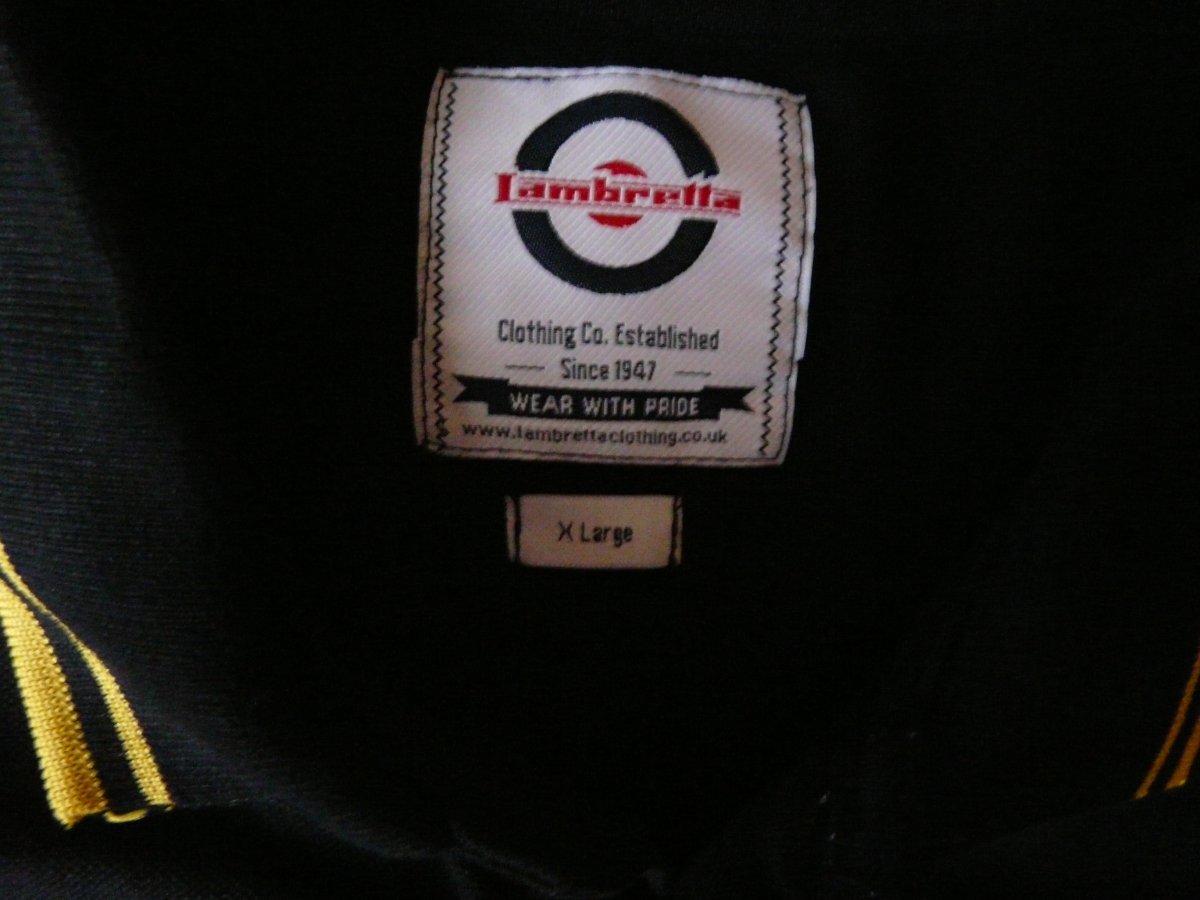 Lambretta
Clothing Co. Established
Since 1947
WEAR WITH PRIDE
www.lambrettaclothing.co.uk
X Large